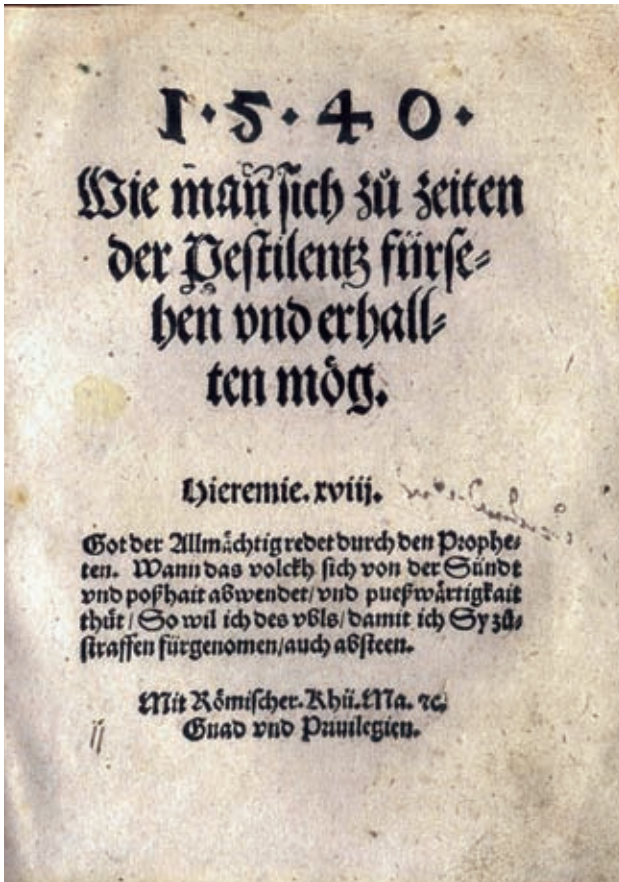 1·5·4·0·
Wie man sich zů zeiten
der Pestilentz fürse⸗
hen vnd erhall⸗
ten mög.
Hieremie. xviij.
Got der Allmächtig redet durch den Prophe⸗
ten. Wann das volckh sich von der Sündt
vnd poßhait abwendet/vnd pueßwärtigkait
thůt/So wil ich des vbls/damit ich Sy zů⸗
straffen fürgenomen/auch absteen.
Mit Römischer. Khü. Ma. ꝛc.
Gnad vnd Priuilegien.